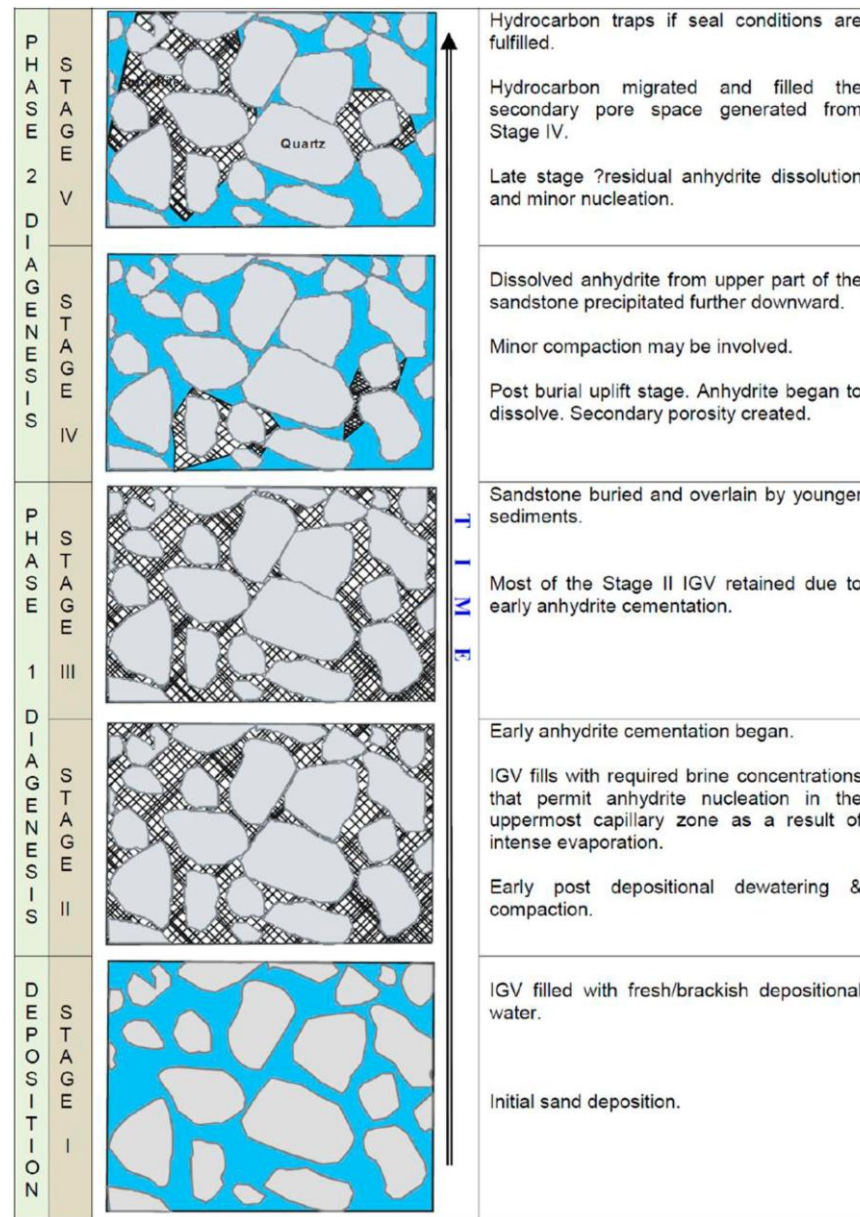 PHASE 2 DIAGENESIS
STAGE V
Quartz
Hydrocarbon traps if seal conditions are
fulfilled.
Hydrocarbon migrated and filled the
secondary pore space generated from
Stage IV.
Late stage ?residual anhydrite dissolution
and minor nucleation.
STAGE IV
Dissolved anhydrite from upper part of the
sandstone precipitated further downward.
Minor compaction may be involved.
Post burial uplift stage. Anhydrite began to
dissolve. Secondary porosity created.
TIME
PHASE 1 DIAGENESIS
STAGE III
Sandstone buried and overlain by younger
sediments.
Most of the Stage II IGV retained due to
early anhydrite cementation.
STAGE II
Early anhydrite cementation began.
IGV fills with required brine concentrations
that permit anhydrite nucleation in the
uppermost capillary zone as a result of
intense evaporation.
Early post depositional dewatering &
compaction.
DEPOSITION
STAGE I
IGV filled with fresh/brackish depositional
water.
Initial sand deposition.